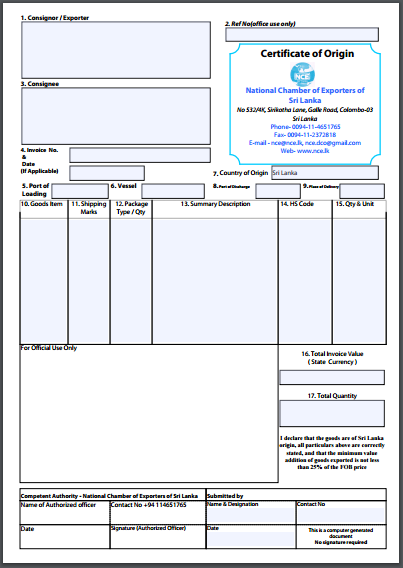 1. Consignor / Exporter
2. Ref No(office use only)
Certificate of Origin
NCE
National Chamber of Exporters of
Sri Lanka
No 532/4K, Sirikotha Lane, Galle Road, Colombo-03
Sri Lanka
Phone- 0094-11-4651765
Fax- 0094-11-2372818
E-mail - nce@nce.lk, nce.dco@gmail.com
Web- www.nce.lk
3. Consignee
4. Invoice No.
&
Date
(If Applicable)
7. Country of Origin Sri Lanka
5. Port of
Loading
6. Vessel
8. Port of Discharge
9. Place of Delivery
10. Goods Item
11. Shipping
Marks
12. Package
Type / Qty
13. Summary Description
14. HS Code
15. Qty & Unit
For Official Use Only
16. Total Invoice Value
( State Currency )
17. Total Quantity
I declare that the goods are of Sri Lanka
origin, all particulars above are correctly
stated, and that the minimum value
addition of goods exported is not less
than 25% of the FOB price
Competent Authority - National Chamber of Exporters of Sri Lanka
Submitted by
Name of Authorized officer
Contact No +94 114651765
Name & Designation
Contact No
Date
Signature (Authorized Officer)
Date
This is a computer generated
document
No signature required